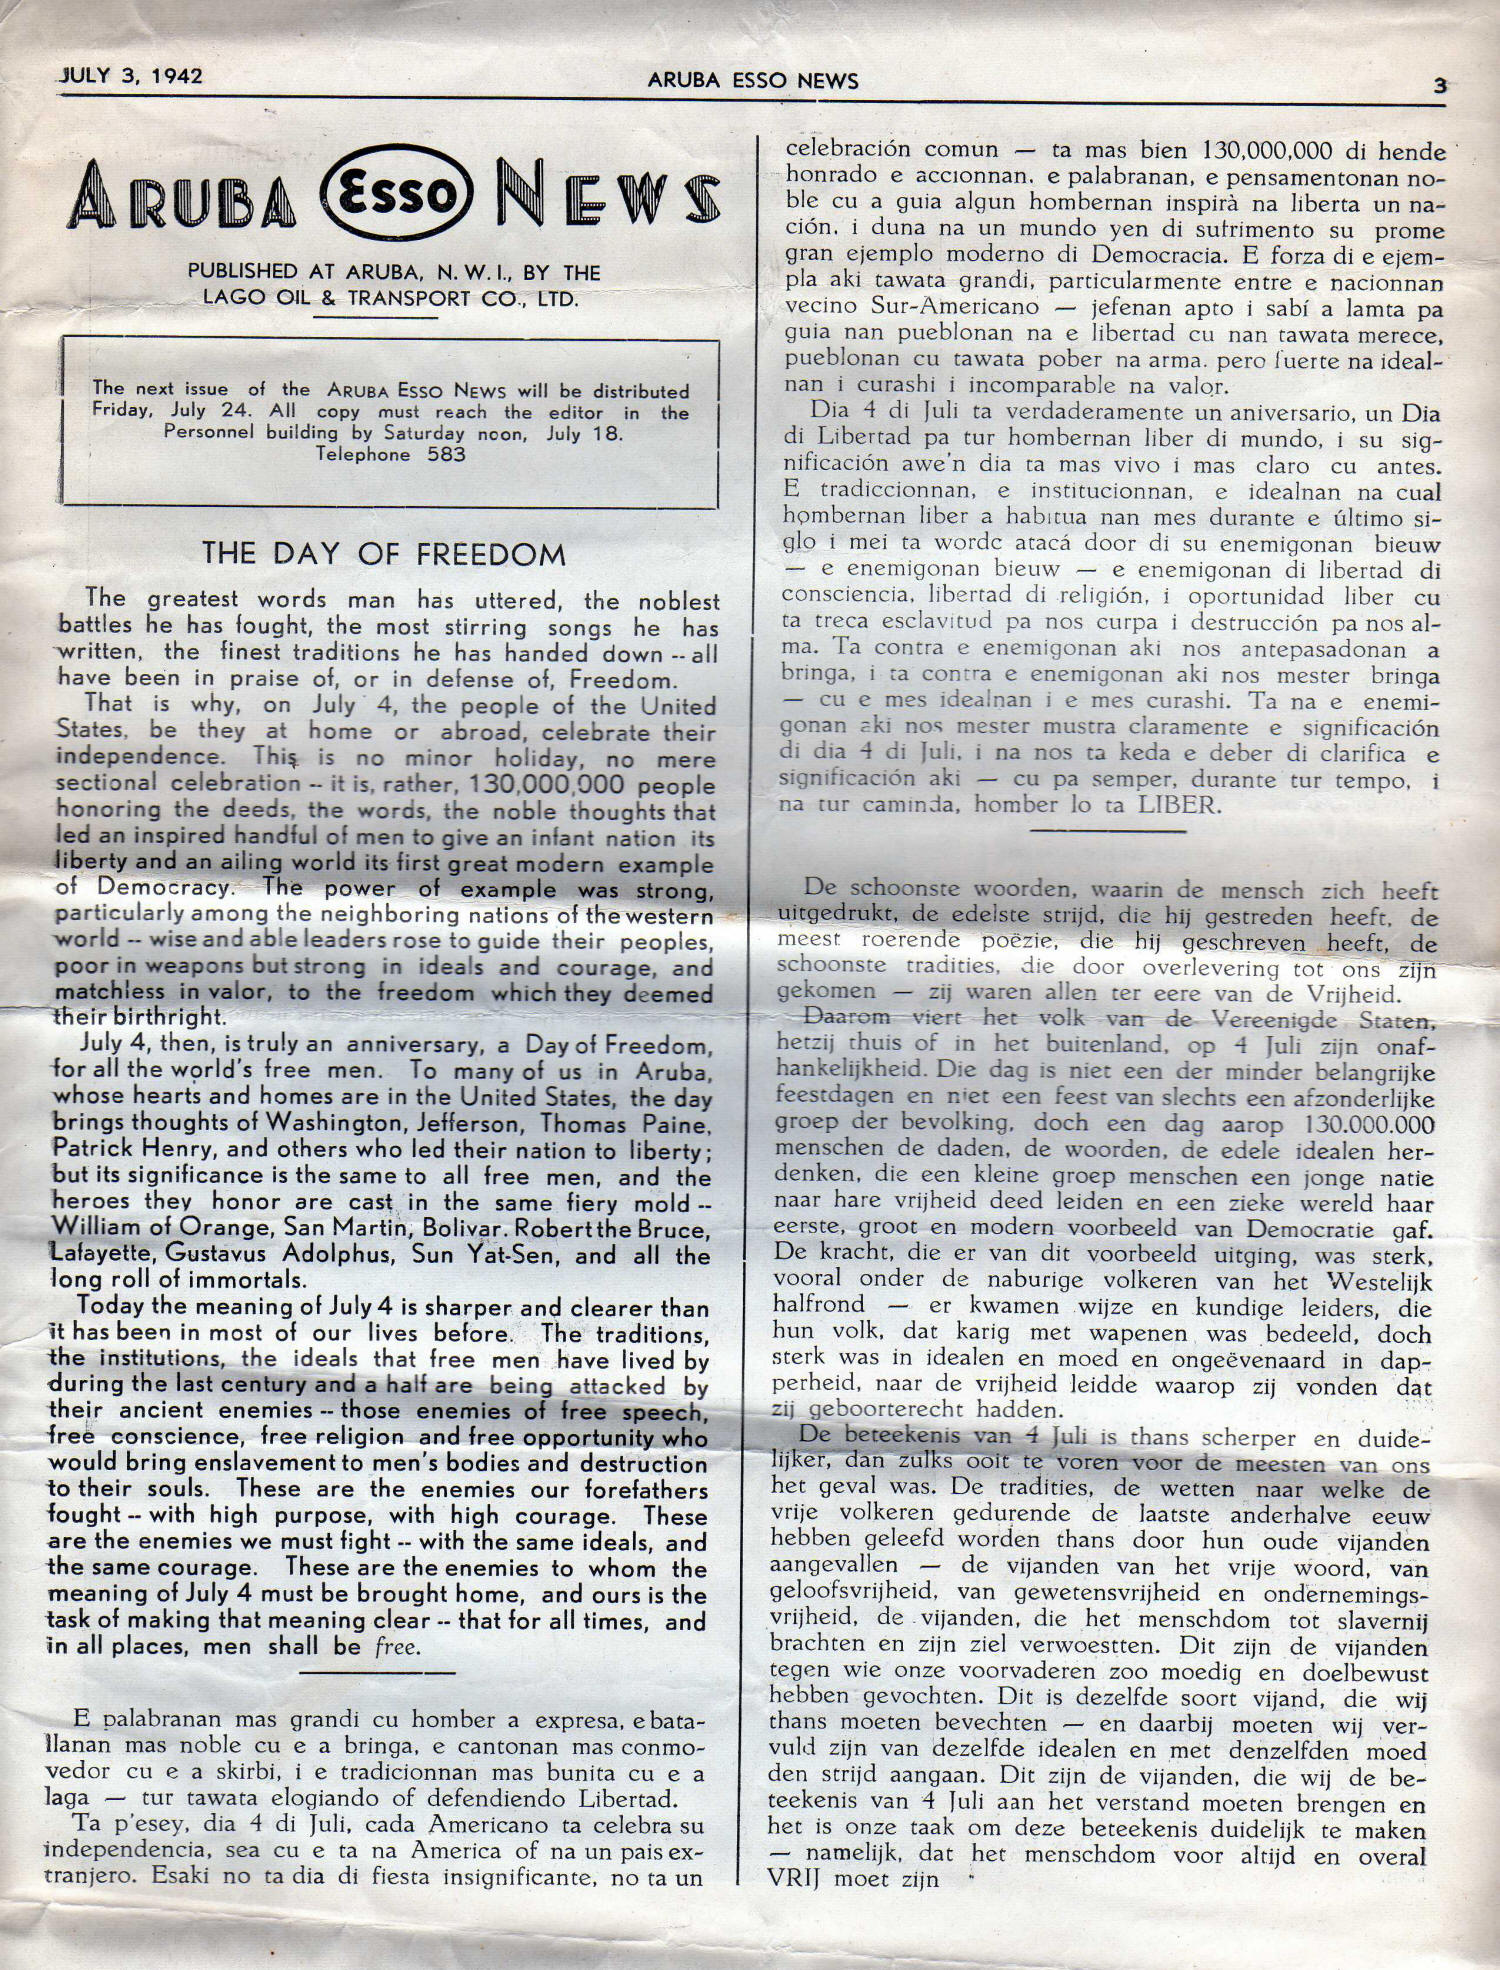 JULY 3, 1942
ARUBA ESSO NEWS
3
ARUBA Esso NEWS
PUBLISHED AT ARUBA, N. W. I., BY THE
LAGO OIL & TRANSPORT CO., LTD.
The next issue of the ARUBA ESSO NEWS will be distributed
Friday, July 24. All copy must reach the editor in the
Personnel building by Saturday noon, July 18.
Telephone 583
THE DAY OF FREEDOM
The greatest words man has uttered, the noblest
battles he has fought, the most stirring songs he has
written, the finest traditions he has handed down -- all
have been in praise of, or in defense of, Freedom.
That is why, on July 4, the people of the United
States, be they at home or abroad, celebrate their
independence. This is no minor holiday, no mere
sectional celebration -- it is, rather, 130,000,000 people
honoring the deeds, the words, the noble thoughts that
led an inspired handful of men to give an infant nation its
liberty and an ailing world its first great modern example
of Democracy. The power of example was strong,
particularly among the neighboring nations of the western
world -- wise and able leaders rose to guide their peoples,
poor in weapons but strong in ideals and courage, and
matchless in valor, to the freedom which they deemed
their birthright.
July 4, then, is truly an anniversary, a Day of Freedom,
for all the world's free men. To many of us in Aruba,
whose hearts and homes are in the United States, the day
brings thoughts of Washington, Jefferson, Thomas Paine,
Patrick Henry, and others who led their nation to liberty;
but its significance is the same to all free men, and the
heroes they honor are cast in the same fiery mold --
William of Orange, San Martin, Bolivar. Robert the Bruce,
Lafayette, Gustavus Adolphus, Sun Yat-Sen, and all the
long roll of immortals.
Today the meaning of July 4 is sharper and clearer than
it has been in most of our lives before. The traditions,
the institutions, the ideals that free men have lived by
during the last century and a half are being attacked by
their ancient enemies -- those enemies of free speech,
free conscience, free religion and free opportunity who
would bring enslavement to men's bodies and destruction
to their souls. These are the enemies our forefathers
fought -- with high purpose, with high courage. These
are the enemies we must fight -- with the same ideals, and
the same courage. These are the enemies to whom the
meaning of July 4 must be brought home, and ours is the
task of making that meaning clear -- that for all times, and
in all places, men shall be free.
E palabranan mas grandi cu homber a expresa, e bata-
llanan mas noble cu e a bringa, e cantonan mas conmo-
vedor cu e a skirbi, i e tradicionnan mas bunita cu e a
laga — tur tawata elogiando of defendiendo Libertad.
Ta p'esey, dia 4 di Juli, cada Americano ta celebra su
independencia, sea cu e ta na America of na un pais ex-
tranjero. Esaki no ta dia di fiesta insignificante, no ta un
celebración comun — ta mas bien 130,000,000 di hende
honrado e accionnan. e palabranan, e pensamentonan no-
ble cu a guia algun hombernan inspirà na liberta un na-
ción. i duna na un mundo yen di sufrimento su prome
gran ejemplo moderno di Democracia. E forza di e ejem-
pla aki tawata grandi, particularmente entre e nacionnan
vecino Sur-Americano — jefenan apto i sabí a lamta pa
guia nan pueblonan na e libertad cu nan tawata merece,
pueblonan cu tawata pober na arma. pero fuerte na ideal-
nan i curashi i incomparable na valor.
Dia 4 di Juli ta verdaderamente un aniversario, un Dia
di Libertad pa tur hombernan liber di mundo, i su sig-
nificación awe'n dia ta mas vivo i mas claro cu antes.
E tradiccionnan, e institucionnan, e idealnan na cual
hombernan liber a habitua nan mes durante e último si-
glo i mei ta wordc atacá door di su enemigonan bieuw
— e enemigonan bieuw — e enemigonan di libertad di
consciencia, libertad di religión, i oportunidad liber cu
ta treca esclavitud pa nos curpa i destrucción pa nos al-
ma. Ta contra e enemigonan aki nos antepasadonan a
bringa, i ta contra e enemigonan aki nos mester bringa
— cu e mes idealnan i e mes curashi. Ta na e enemi-
gonan aki nos mester mustra claramente e significación
di dia 4 di Juli, i na nos ta keda e deber di clarifica e
significación aki — cu pa semper, durante tur tempo, i
na tur caminda, homber lo ta LIBER.
De schoonste woorden, waarin de mensch zich heeft
uitgedrukt, de edelste strijd, die hij gestreden heeft, de
meest roerende poëzie, die hij geschreven heeft, de
schoonste tradities, die door overlevering tot ons zijn
gekomen — zij waren allen ter eere van de Vrijheid.
Daarom viert het volk van de Vereenigde Staten,
hetzij thuis of in het buitenland, op 4 Juli zijn onaf-
hankelijkheid. Die dag is niet een der minder belangrijke
feestdagen en niet een feest van slechts een afzonderlijke
groep der bevolking, doch een dag aarop 130.000.000
menschen de daden, de woorden, de edele idealen her-
denken, die een kleine groep menschen een jonge natie
naar hare vrijheid deed leiden en een zieke wereld haar
eerste, groot en modern voorbeeld van Democratie gaf.
De kracht, die er van dit voorbeeld uitging, was sterk,
vooral onder de naburige volkeren van het Westelijk
halfrond — er kwamen wijze en kundige leiders, die
hun volk, dat karig met wapenen was bedeeld, doch
sterk was in idealen en moed en ongeëvenaard in dap-
perheid, naar de vrijheid leidde waarop zij vonden dat
zij geboorterecht hadden.
De beteekenis van 4 Juli is thans scherper en duide-
lijker, dan zulks ooit te voren voor de meesten van ons
het geval was. De tradities, de wetten naar welke de
vrije volkeren gedurende de laatste anderhalve eeuw
hebben geleefd worden thans door hun oude vijanden
aangevallen — de vijanden van het vrije woord, van
geloofsvrijheid, van gewetensvrijheid en ondernemings-
vrijheid, de vijanden, die het menschdom tot slavernij
brachten en zijn ziel verwoestten. Dit zijn de vijanden
tegen wie onze voorvaderen zoo moedig en doelbewust
hebben gevochten. Dit is dezelfde soort vijand, die wij
thans moeten bevechten — en daarbij moeten wij ver-
vuld zijn van dezelfde idealen en met denzelfden moed
den strijd aangaan. Dit zijn de vijanden, die wij de be-
teekenis van 4 Juli aan het verstand moeten brengen en
het is onze taak om deze beteekenis duidelijk te maken
— namelijk, dat het menschdom voor altijd en overal
VRIJ moet zijn